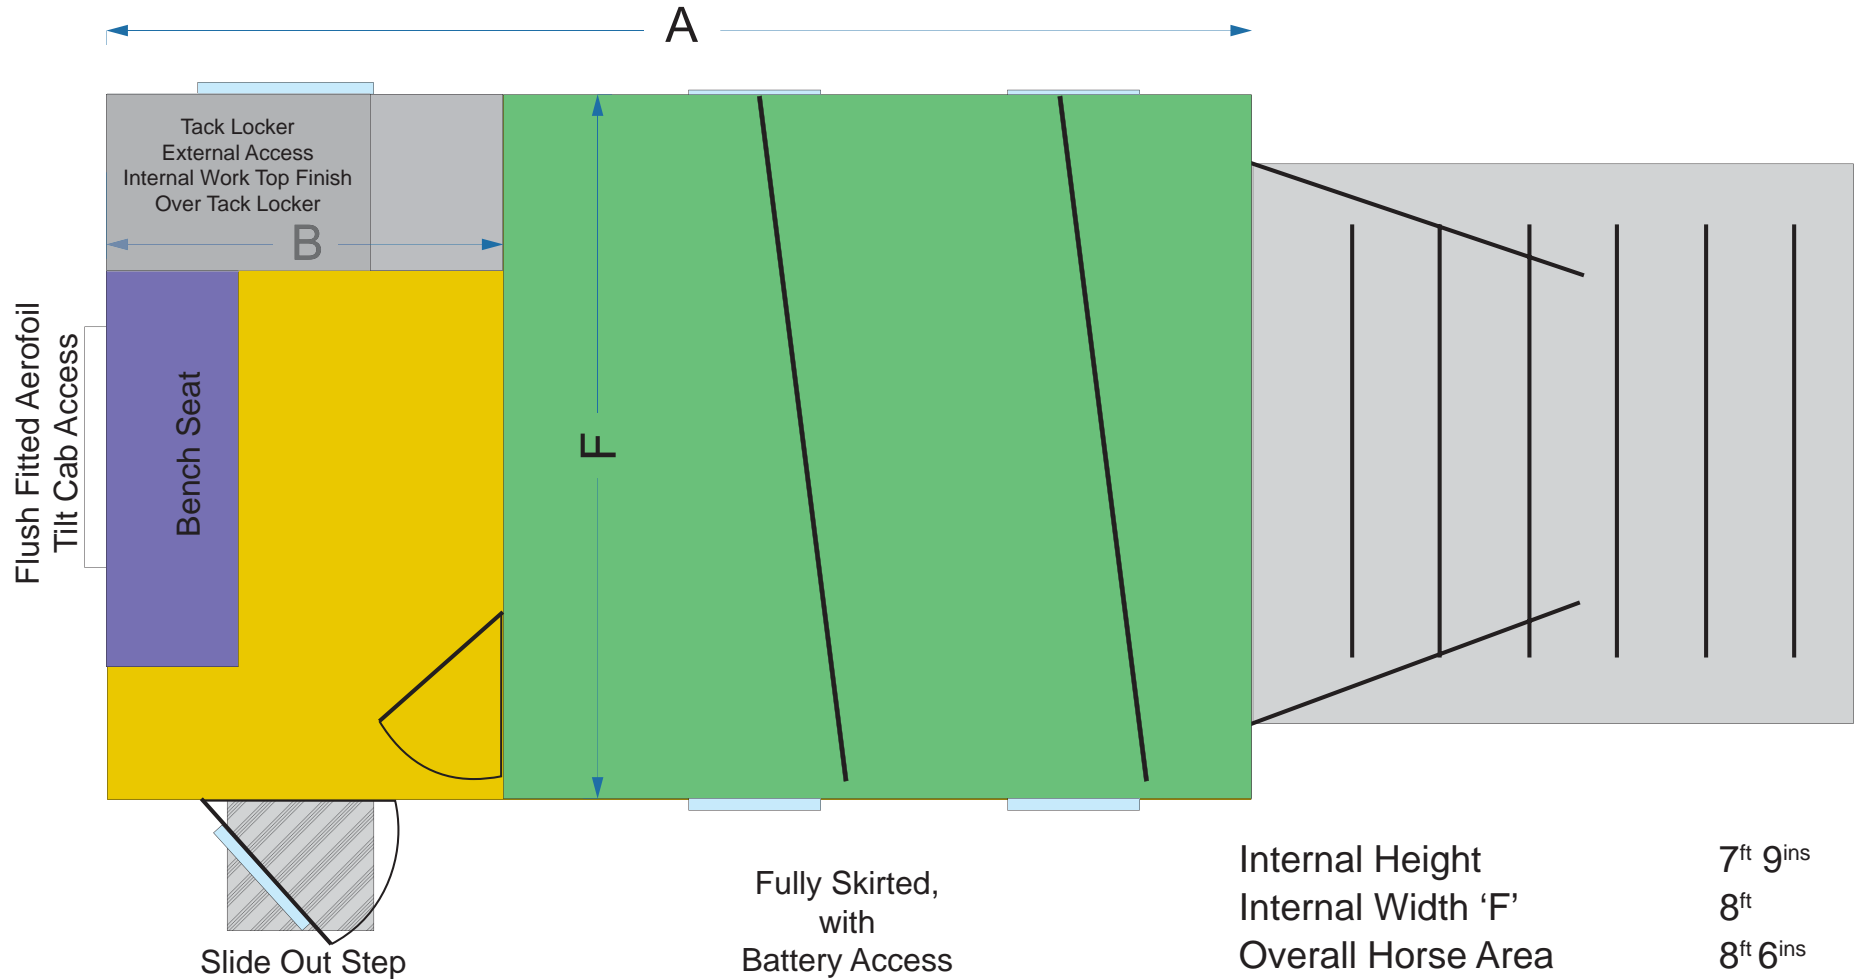 A
Tack Locker
External Access
Internal Work Top Finish
Over Tack Locker
B
Flush Fitted Aerofoil
Tilt Cab Access
Bench Seat
F
Slide Out Step
Fully Skirted,
with
Battery Access
Internal Height 7ft 9ins
Internal Width ‘F’ 8ft
Overall Horse Area 8ft 6ins